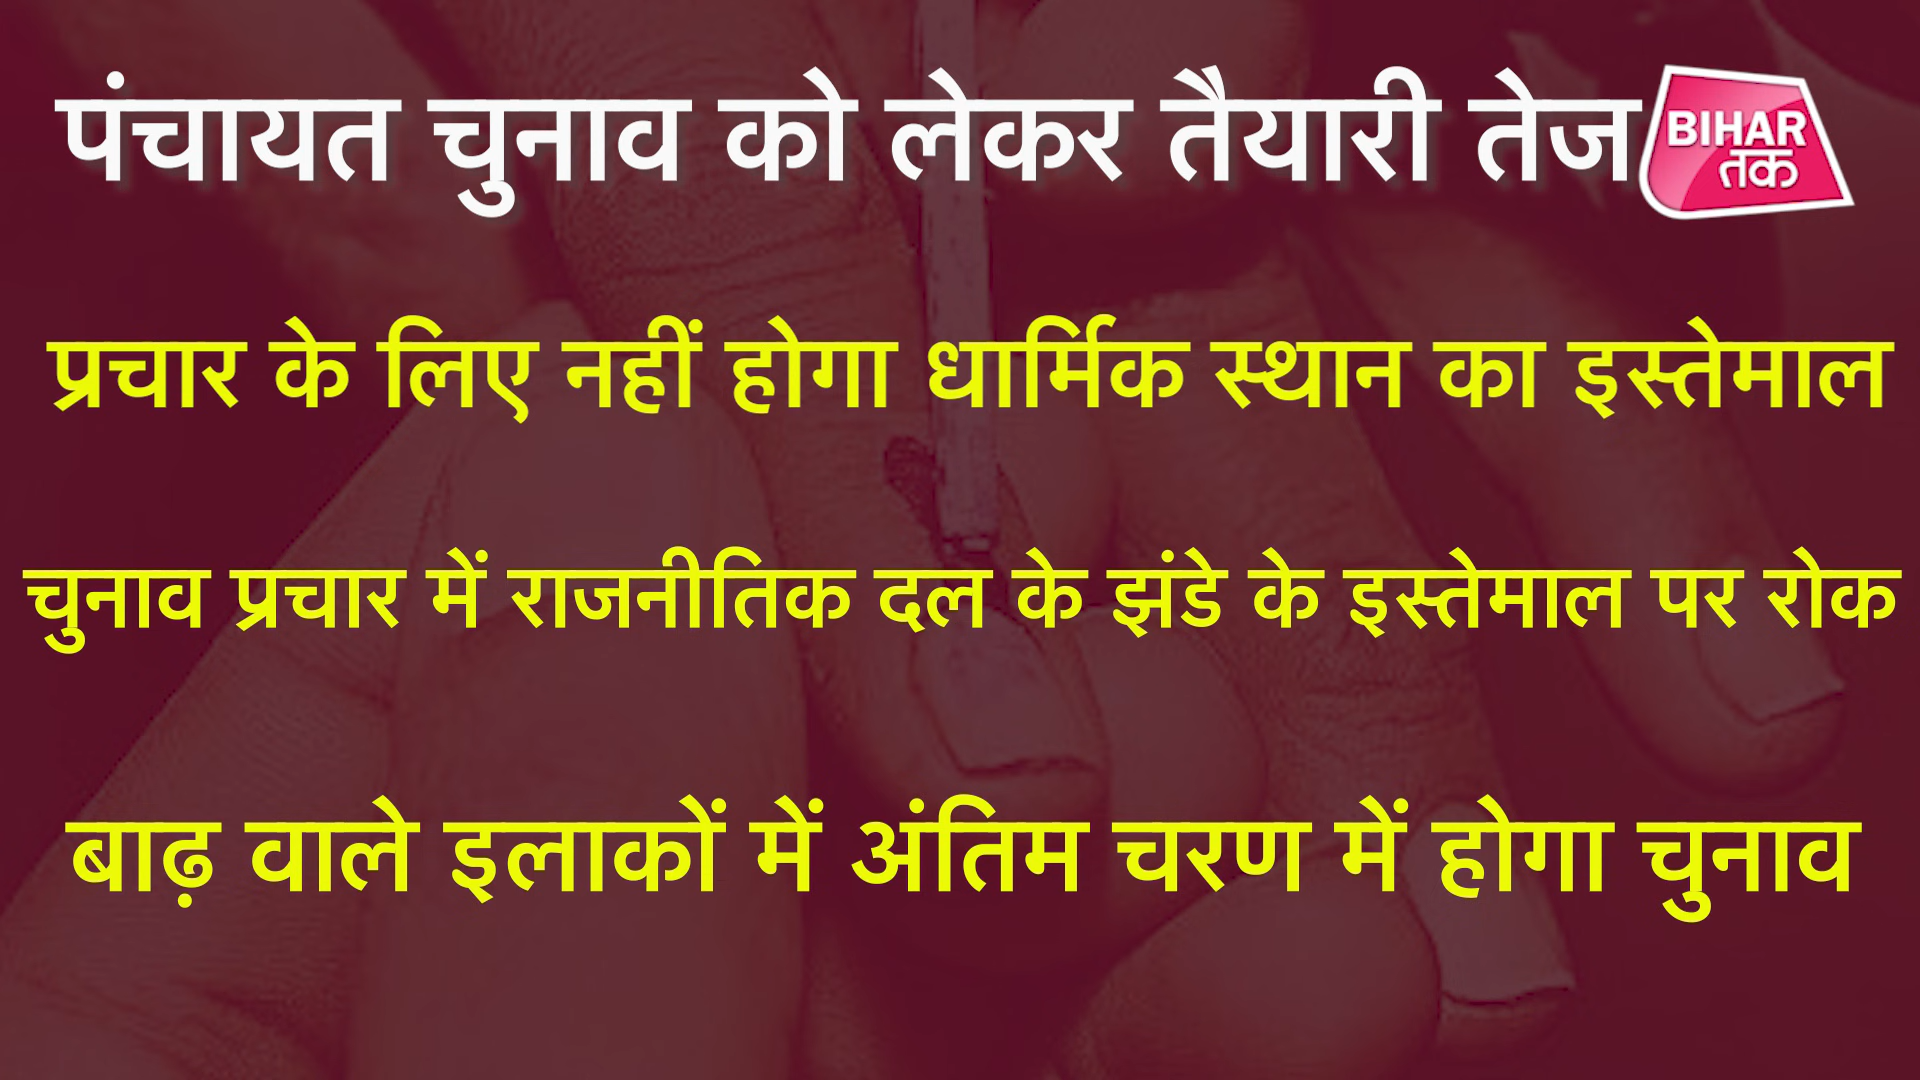 पंचायत चुनाव को लेकर तैयारी तेज
BIHAR
तक
प्रचार के लिए नहीं होगा धार्मिक स्थान का इस्तेमाल
चुनाव प्रचार में राजनीतिक दल के झंडे के इस्तेमाल पर रोक
बाढ़ वाले इलाकों में अंतिम चरण में होगा चुनाव